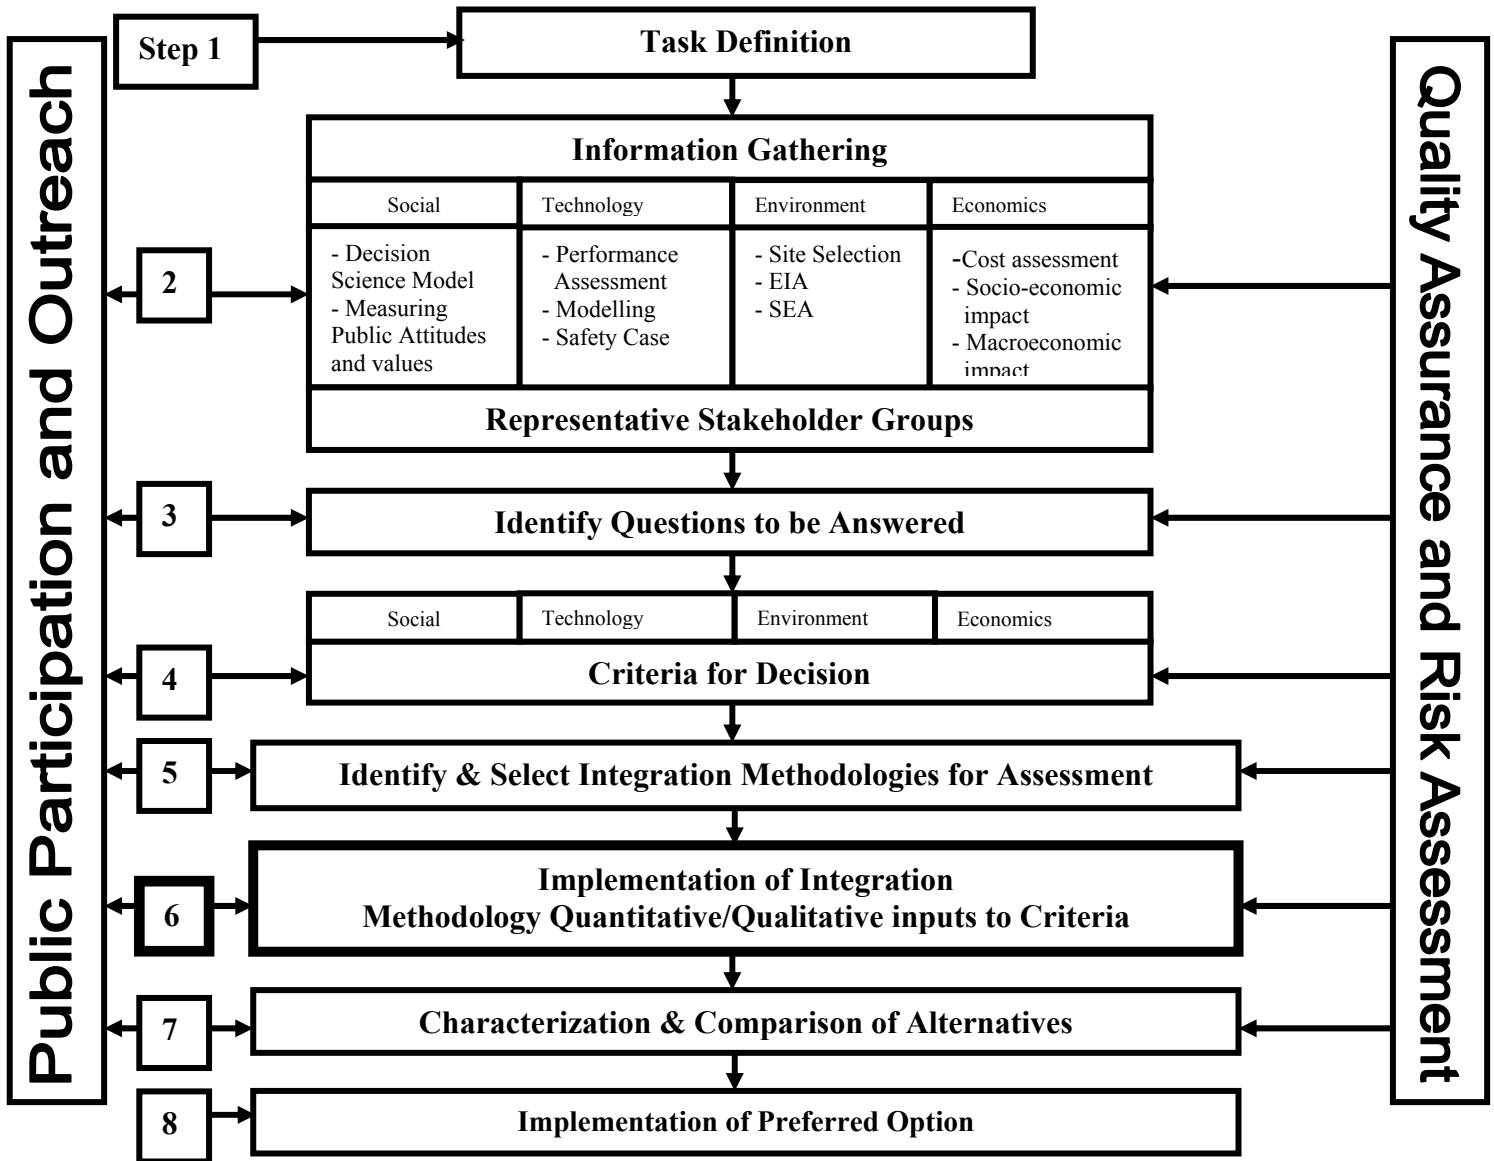 Public Participation and Outreach
Step 1
Task Definition
Information Gathering
Social
Technology
Environment
Economics
2
- Decision
Science Model
- Measuring
Public Attitudes
and values
- Performance
Assessment
- Modelling
- Safety Case
- Site Selection
- EIA
- SEA
-Cost assessment
- Socio-economic
impact
- Macroeconomic
impact
Representative Stakeholder Groups
3
Identify Questions to be Answered
Social
Technology
Environment
Economics
4
Criteria for Decision
5
Identify & Select Integration Methodologies for Assessment
6
Implementation of Integration
Methodology Quantitative/Qualitative inputs to Criteria
7
Characterization & Comparison of Alternatives
8
Implementation of Preferred Option
Quality Assurance and Risk Assessment